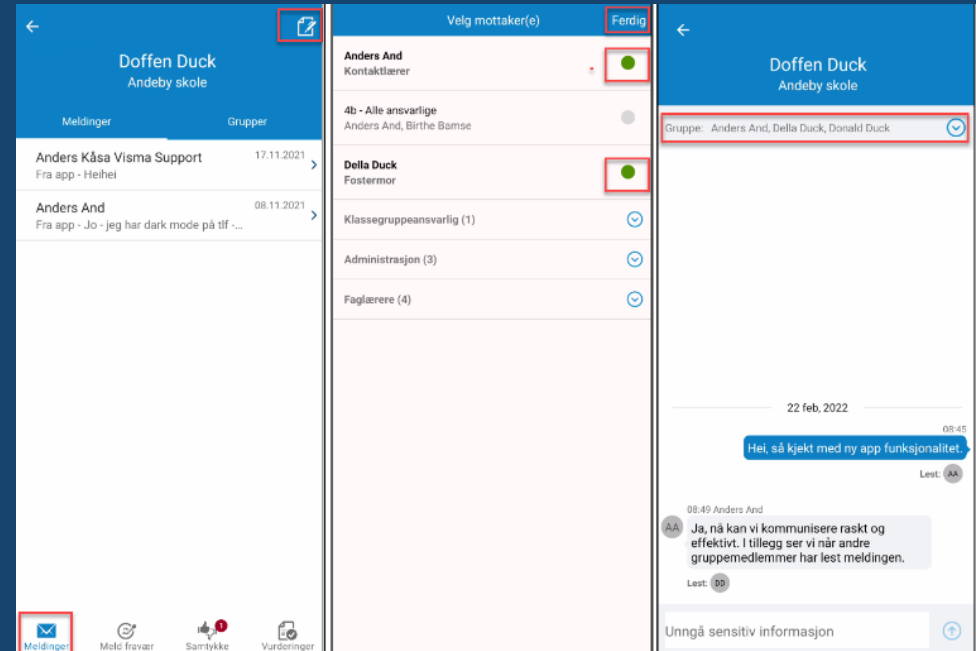 Doffen Duck
Andeby skole
Meldinger Grupper
Anders Kåsa Visma Support 17.11.2021
Fra app - Heihei
Anders And 08.11.2021
Fra app - Jo - jeg har dark mode på tlf -...
Meldinger Meld fravær Samtykke 1 Vurderinger
Velg mottaker(e) Ferdig
Anders And
Kontaktlærer
4b - Alle ansvarlige
Anders And, Birthe Bamse
Della Duck
Fostermor
Klassegruppeansvarlig (1)
Administrasjon (3)
Faglærere (4)
Doffen Duck
Andeby skole
Gruppe: Anders And, Della Duck, Donald Duck
22 feb, 2022
08:45
Hei, så kjekt med ny app funksjonalitet.
Lest: AA
08:49 Anders And
AA Ja, nå kan vi kommunisere raskt og
effektivt. I tillegg ser vi når andre
gruppemedlemmer har lest meldingen.
Lest: DD
Unngå sensitiv informasjon